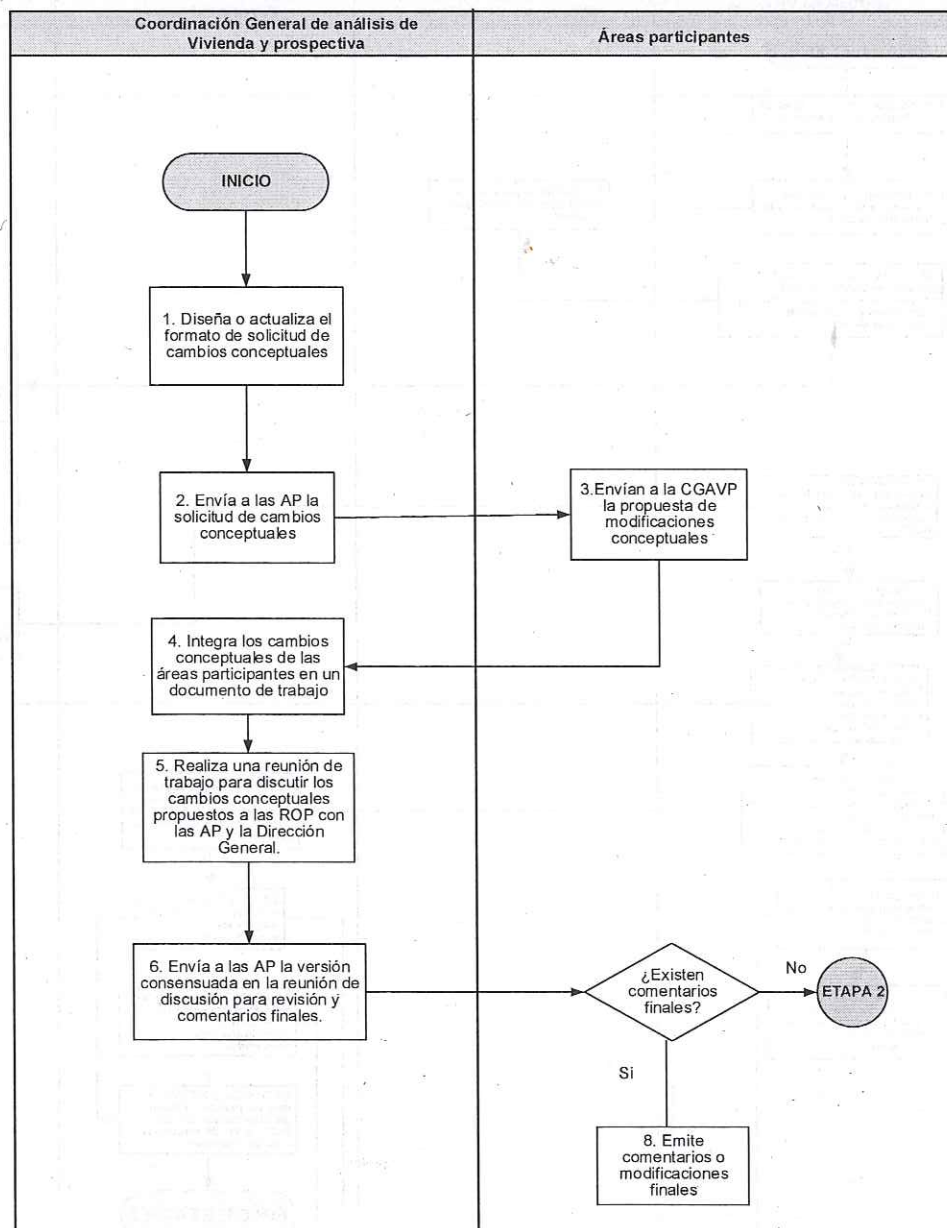 Coordinación General de análisis de
Vivienda y prospectiva
Áreas participantes
INICIO
1. Diseña o actualiza el
formato de solicitud de
cambios conceptuales
2. Envía a las AP la
solicitud de cambios
conceptuales
3.Envían a la CGAVP
la propuesta de
modificaciones
conceptuales
4. Integra los cambios
conceptuales de las
áreas participantes en un
documento de trabajo
5. Realiza una reunión de
trabajo para discutir los
cambios conceptuales
propuestos a las ROP con
las AP y la Dirección
General.
6. Envía a las AP la versión
consensuada en la reunión de
discusión para revisión y
comentarios finales.
¿Existen
comentarios
finales?
No
ETAPA 2
Si
8. Emite
comentarios o
modificaciones
finales